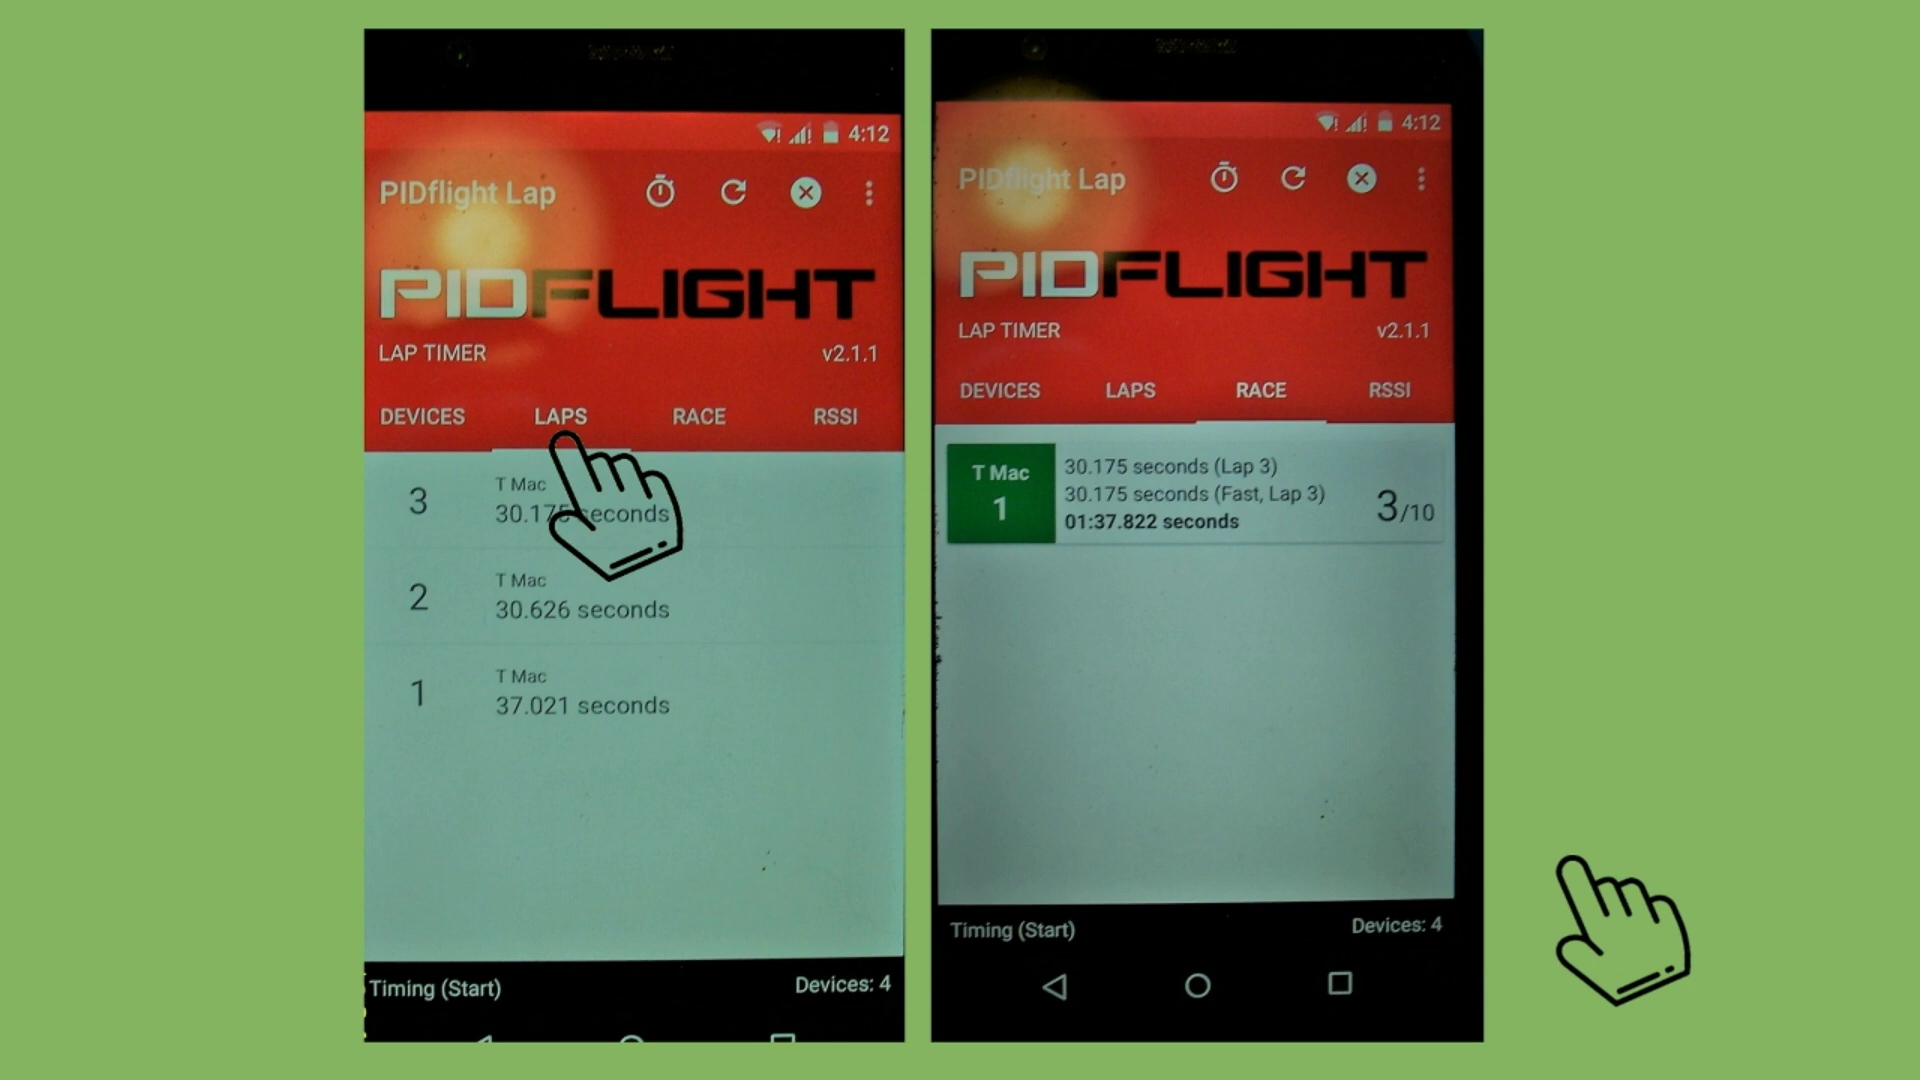 4:12
PIDflight Lap
PIDFLIGHT
LAP TIMER v2.1.1
DEVICES LAPS RACE RSSI
3 T Mac
30.175 seconds
2 T Mac
30.626 seconds
1 T Mac
37.021 seconds
Timing (Start) Devices: 4
4:12
PIDflight Lap
PIDFLIGHT
LAP TIMER v2.1.1
DEVICES LAPS RACE RSSI
T Mac
1
30.175 seconds (Lap 3)
30.175 seconds (Fast, Lap 3)
01:37.822 seconds
3/10
Timing (Start) Devices: 4